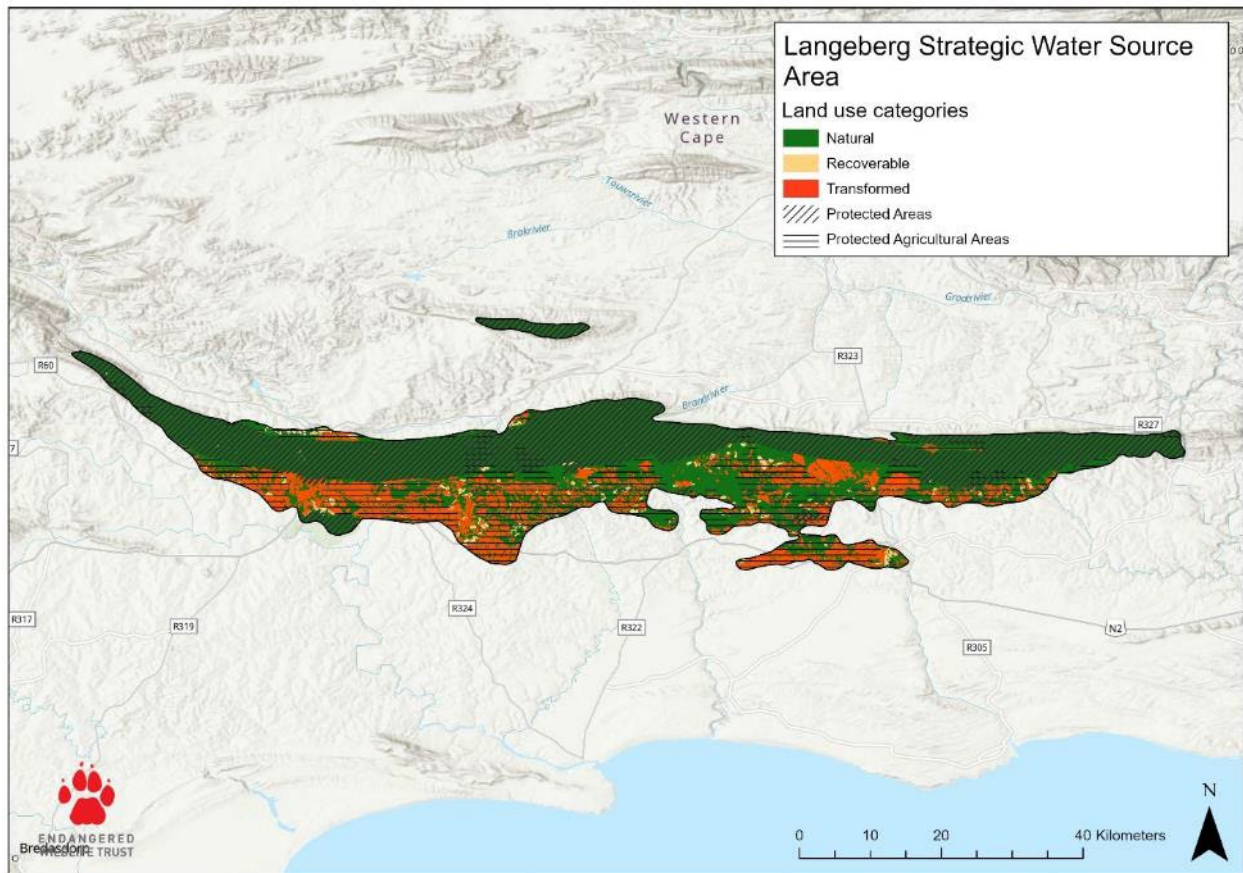 Langeberg Strategic Water Source
Area
Land use categories
Natural
Recoverable
Transformed
Protected Areas
Protected Agricultural Areas
Western
Cape
Touwsrivier
Brakrivier
Grootrivier
R60
R323
Brandrivier
R327
7
R324
R317
R319
R322
N2
R305
ENDANGERED
WILDLIFE TRUST
Bredasdorp
N
0 10 20 40 Kilometers